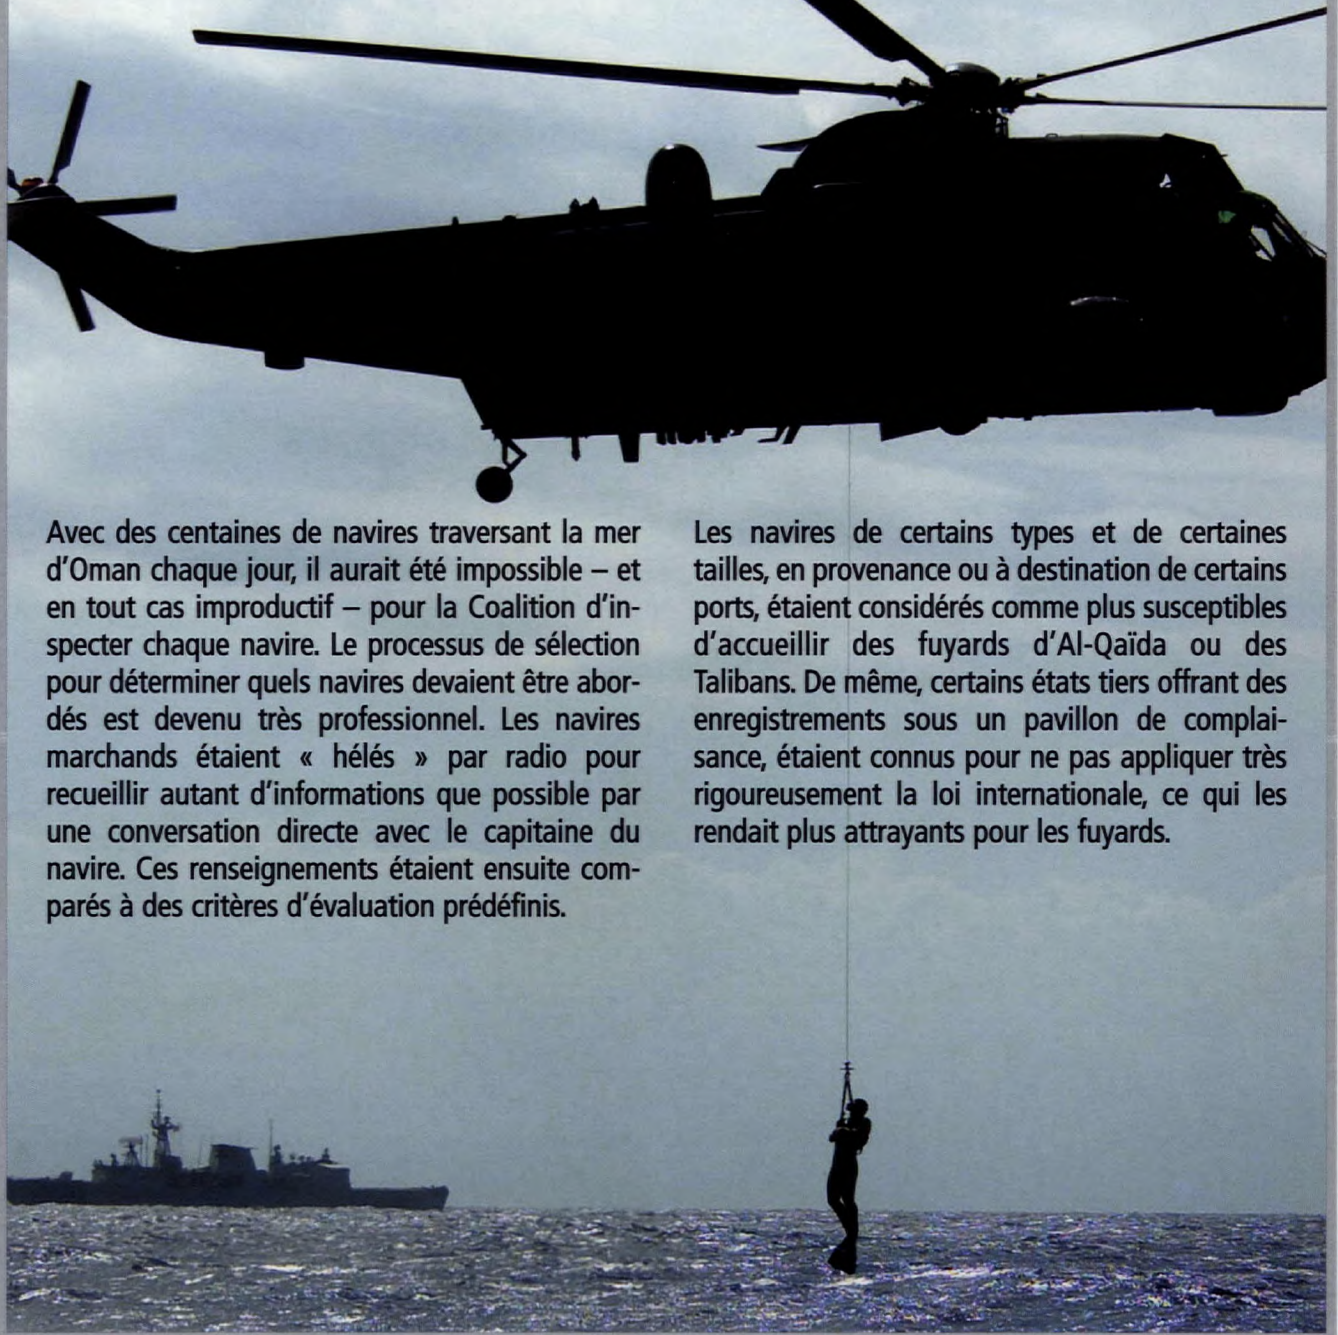 Avec des centaines de navires traversant la mer
d'Oman chaque jour, il aurait été impossible – et
en tout cas improductif – pour la Coalition d'in-
specter chaque navire. Le processus de sélection
pour déterminer quels navires devaient être abor-
dés est devenu très professionnel. Les navires
marchands étaient « hélés » par radio pour
recueillir autant d'informations que possible par
une conversation directe avec le capitaine du
navire. Ces renseignements étaient ensuite com-
parés à des critères d'évaluation prédéfinis.
Les navires de certains types et de certaines
tailles, en provenance ou à destination de certains
ports, étaient considérés comme plus susceptibles
d'accueillir des fuyards d'Al-Qaïda ou des
Talibans. De même, certains états tiers offrant des
enregistrements sous un pavillon de complai-
sance, étaient connus pour ne pas appliquer très
rigoureusement la loi internationale, ce qui les
rendait plus attrayants pour les fuyards.